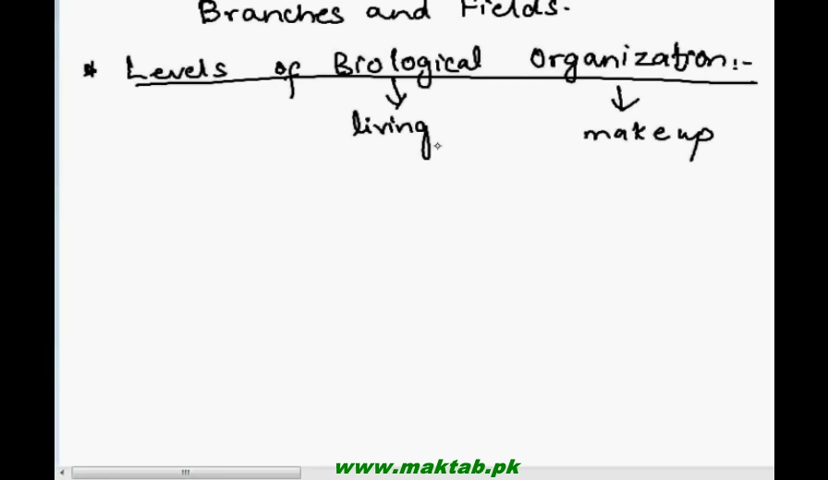 Branches and Fields.
* Levels of Biological Organization:-
living
makeup
www.maktab.pk